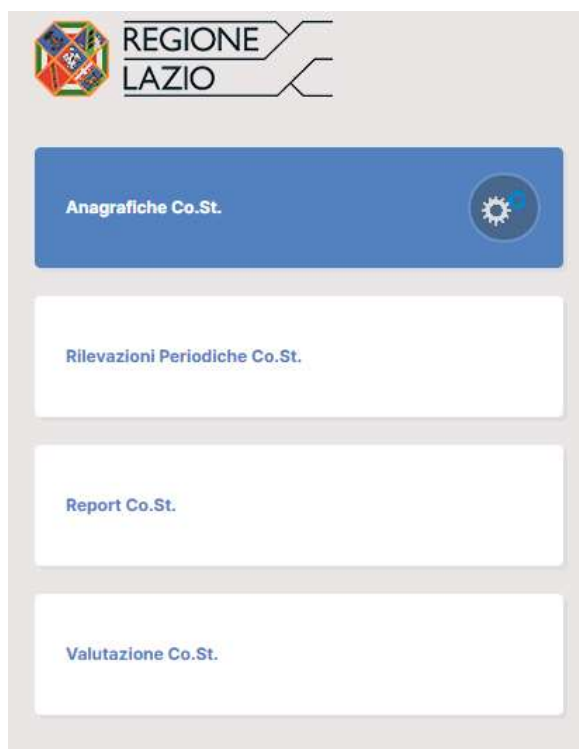 REGIONE
LAZIO
Anagrafiche Co.St.
Rilevazioni Periodiche Co.St.
Report Co.St.
Valutazione Co.St.